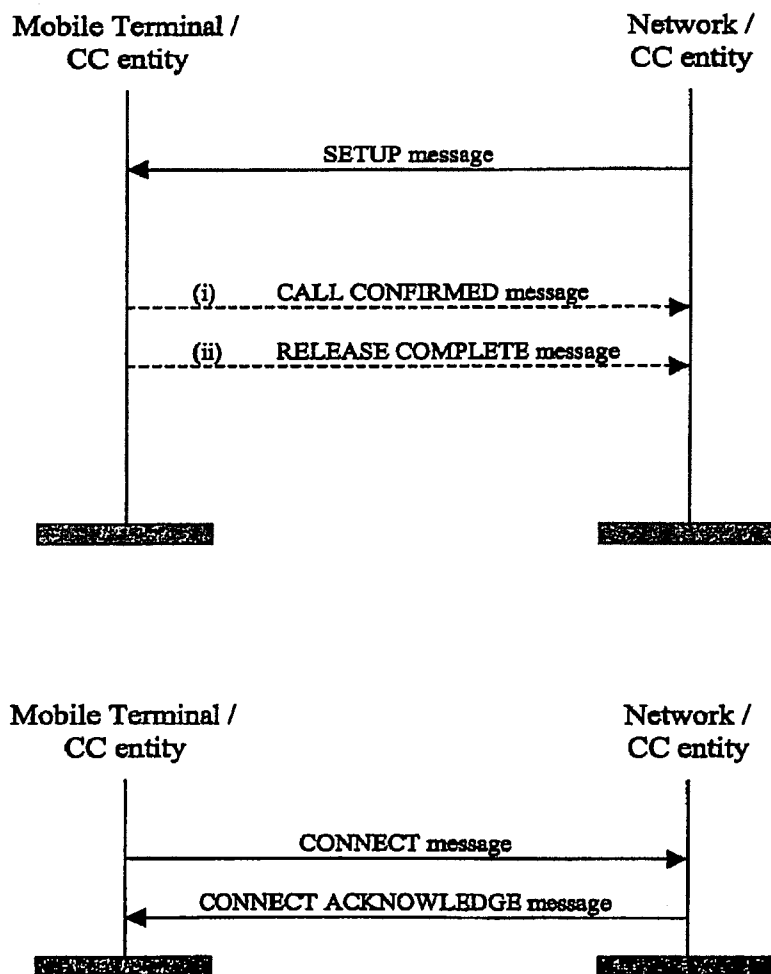 Mobile Terminal /
CC entity
Network /
CC entity
SETUP message
(i) CALL CONFIRMED message
(ii) RELEASE COMPLETE message
Mobile Terminal /
CC entity
Network /
CC entity
CONNECT message
CONNECT ACKNOWLEDGE message